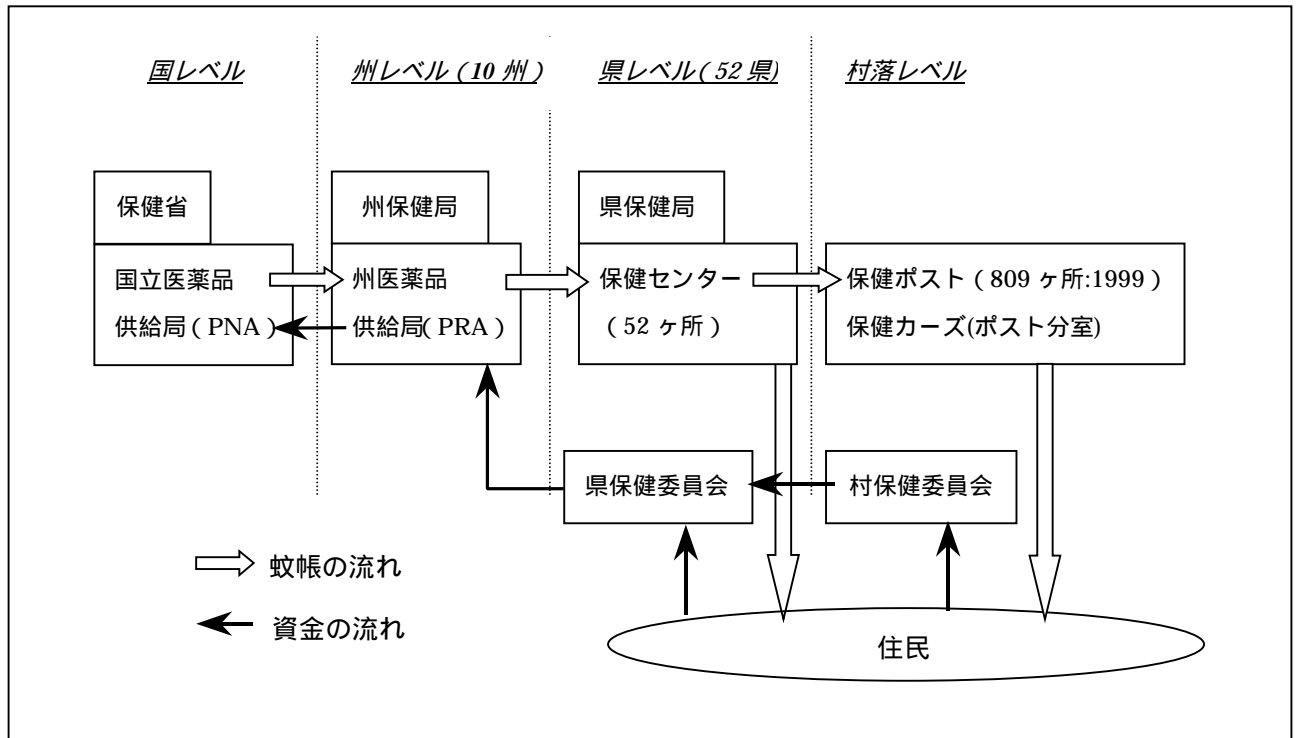 国レベル
州レベル(10 州)
県レベル(52 県)
村落レベル
保健省
州保健局
県保健局
国立医薬品
供給局(PNA)
州医薬品
供給局(PRA)
保健センター
(52 ヶ所)
保健ポスト(809 ヶ所:1999)
保健カーズ(ポスト分室)
県保健委員会
村保健委員会
蚊帳の流れ
資金の流れ
住民